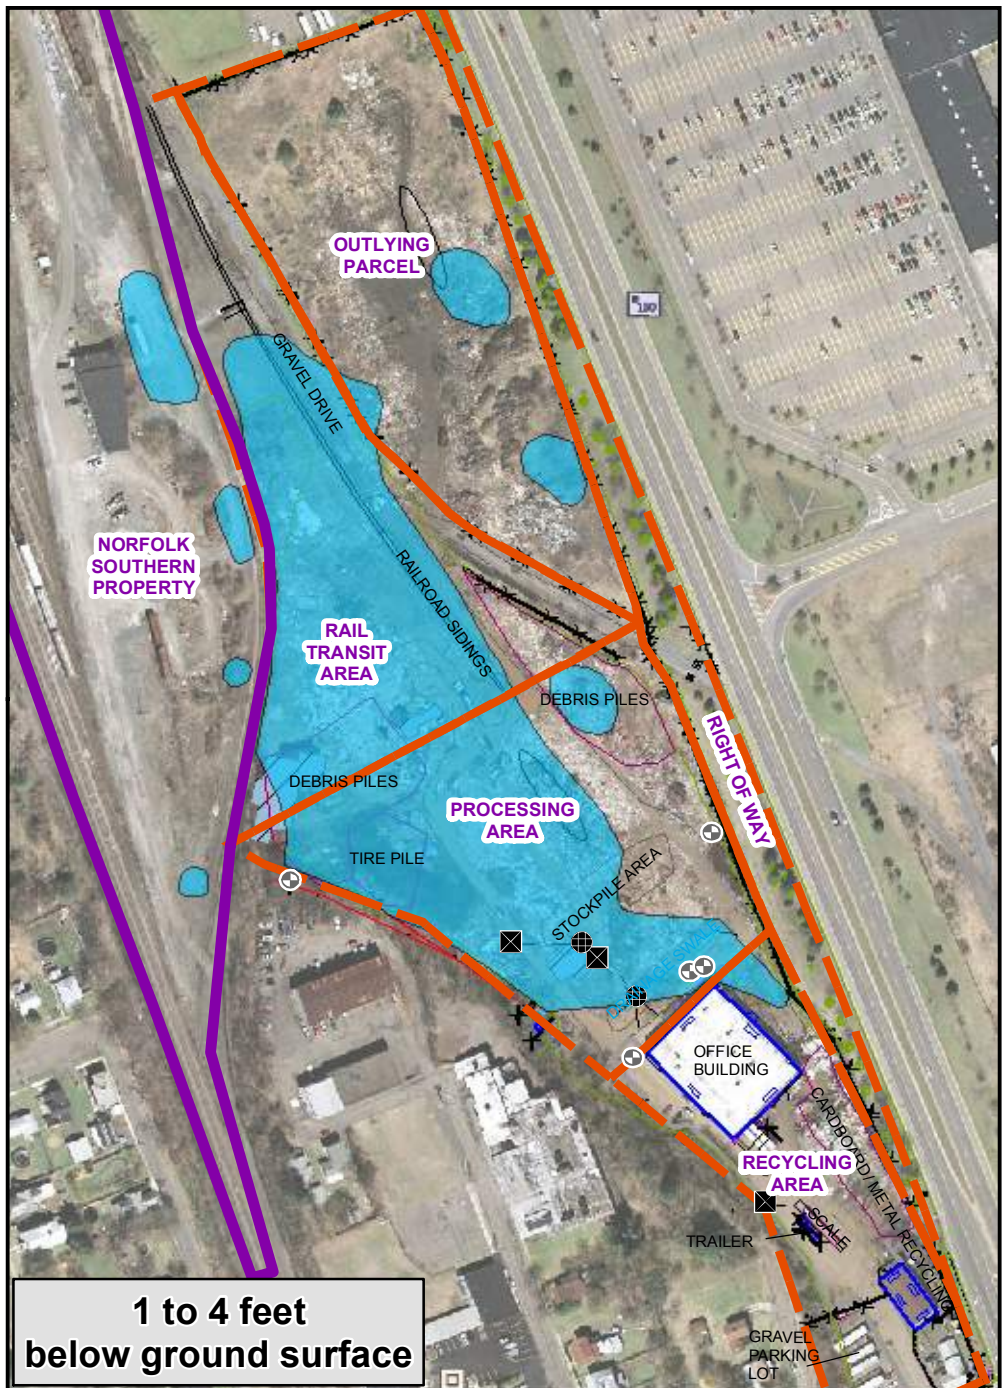 OUTLYING
PARCEL
130
GRAVEL DRIVE
NORFOLK
SOUTHERN
PROPERTY
RAILROAD SIDINGS
RAIL
TRANSIT
AREA
DEBRIS PILES
RIGHT OF WAY
DEBRIS PILES
PROCESSING
AREA
TIRE PILE
STOCKPILE AREA
OFFICE
BUILDING
CARDBOARD/ METAL RECYCLING
RECYCLING
AREA
SCALE
TRAILER
GRAVEL
PARKING
LOT
1 to 4 feet
below ground surface